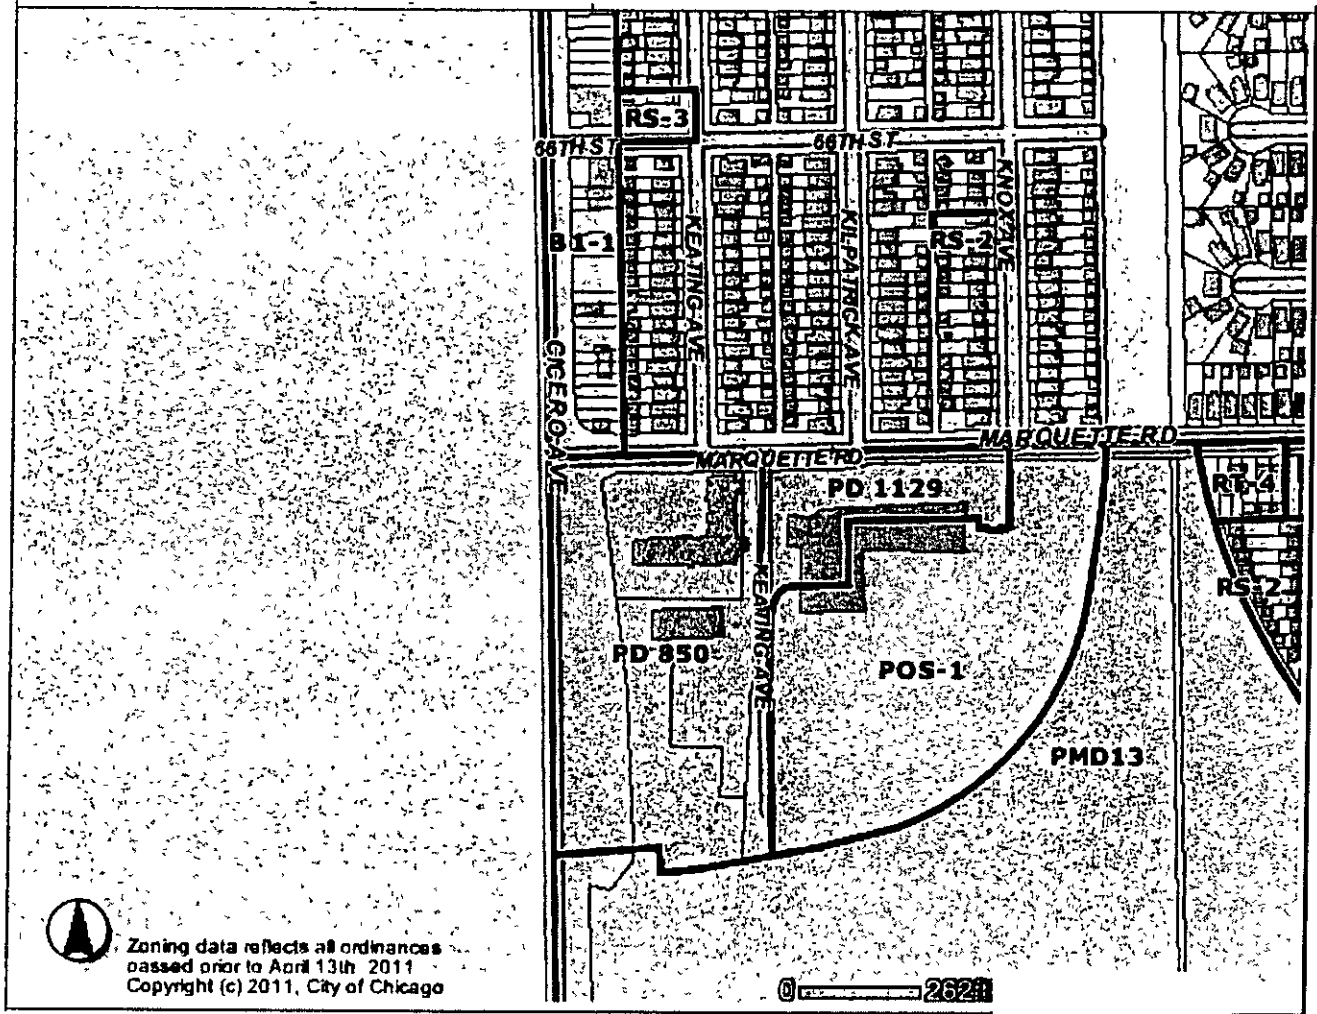 RS-3
66TH ST
66TH ST
KNOX AVE
B1-1
KEATING AVE
KILPATRICK AVE
RS-2
CICERO AVE
MARQUETTE RD
MARQUETTE RD
PD 1129
RT-4
KEATING AVE
RS-2
PD 850
POS-1
PMD13
Zoning data reflects all ordinances
passed prior to April 13th 2011
Copyright (c) 2011, City of Chicago
0 262ft